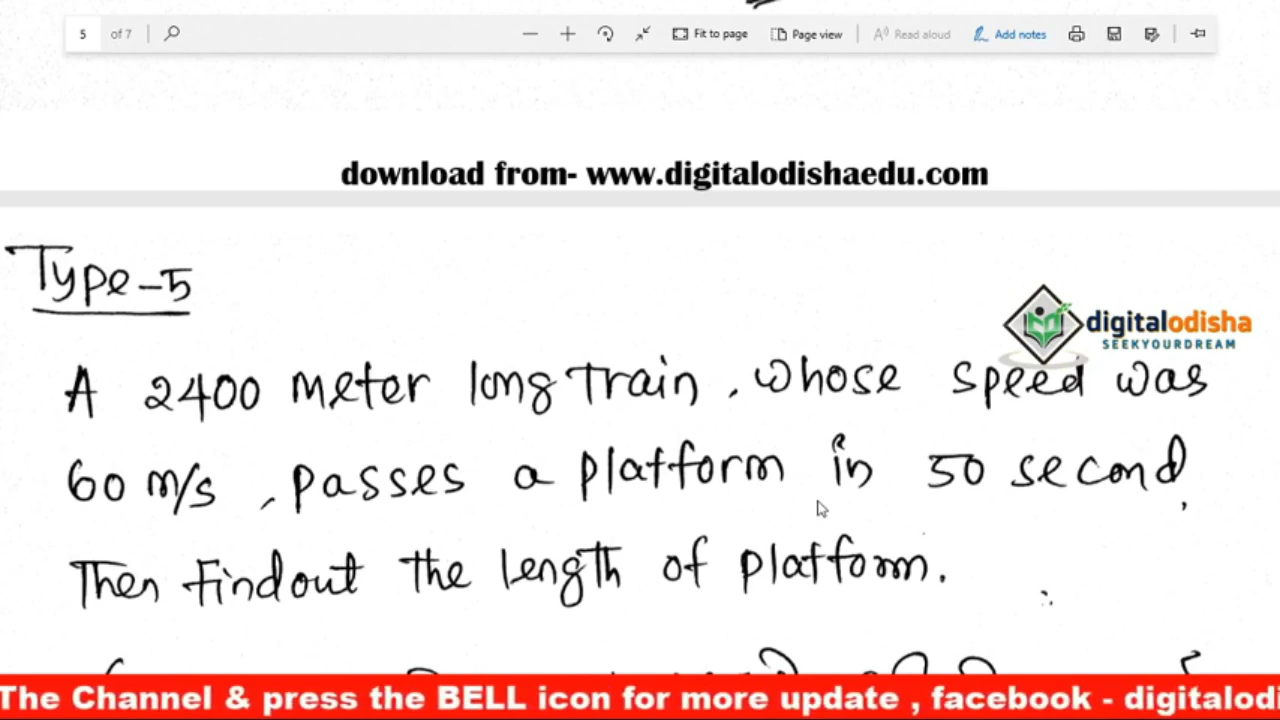 5 of 7 Fit to page Page view Read aloud Add notes
download from- www.digitalodishaedu.com
Type-5
digitalodisha
SEEKYOURDREAM
A 2400 meter long train, whose speed was
60 m/s, passes a platform in 50 second,
Then findout the length of platform.
The Channel & press the BELL icon for more update , facebook - digitalodi